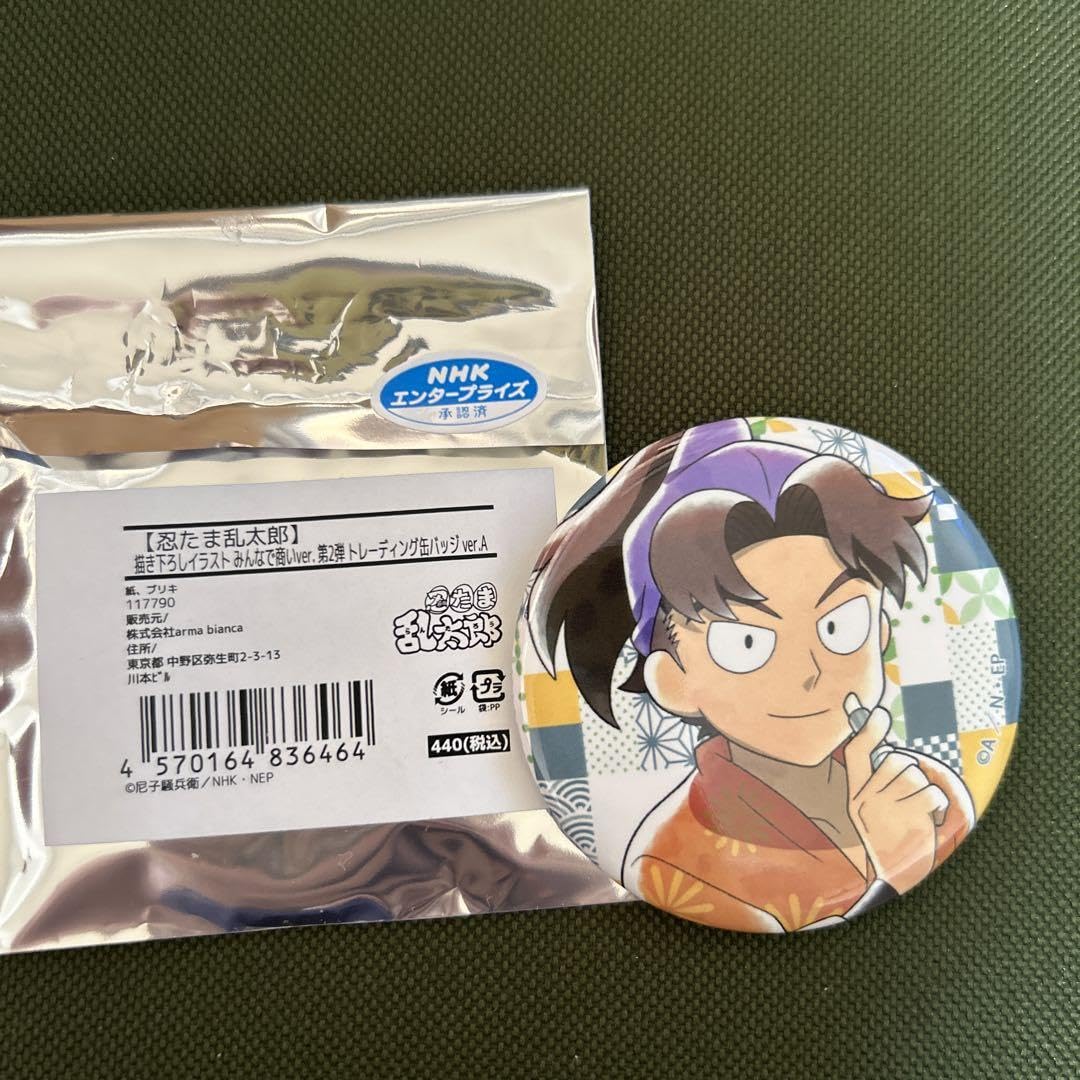 NHK
エンタープライズ
承認済
【忍たま乱太郎】
描き下ろしイラスト みんなで商いver. 第2弾 トレーディング缶バッジ ver.A
紙、ブリキ
117790
販売元/
株式会社arma bianca
住所/
東京都 中野区弥生町2-3-13
川本ビル
忍たま
乱太郎
紙
シール
プラ
袋:PP
440(税込)
4 570164 836464
©尼子騒兵衛/NHK・NEP
©A/N・EP